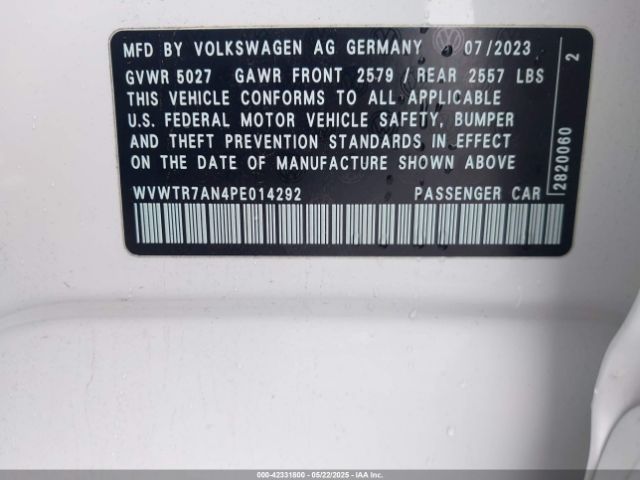 MFD BY VOLKSWAGEN AG GERMANY 07/2023
GVWR 5027 GAWR FRONT 2579 / REAR 2557 LBS
THIS VEHICLE CONFORMS TO ALL APPLICABLE
U.S. FEDERAL MOTOR VEHICLE SAFETY, BUMPER
AND THEFT PREVENTION STANDARDS IN EFFECT
ON THE DATE OF MANUFACTURE SHOWN ABOVE
WVWTR7AN4PE014292 PASSENGER CAR
2820060 2
000-42331800 - 05/22/2025 - IAA Inc.